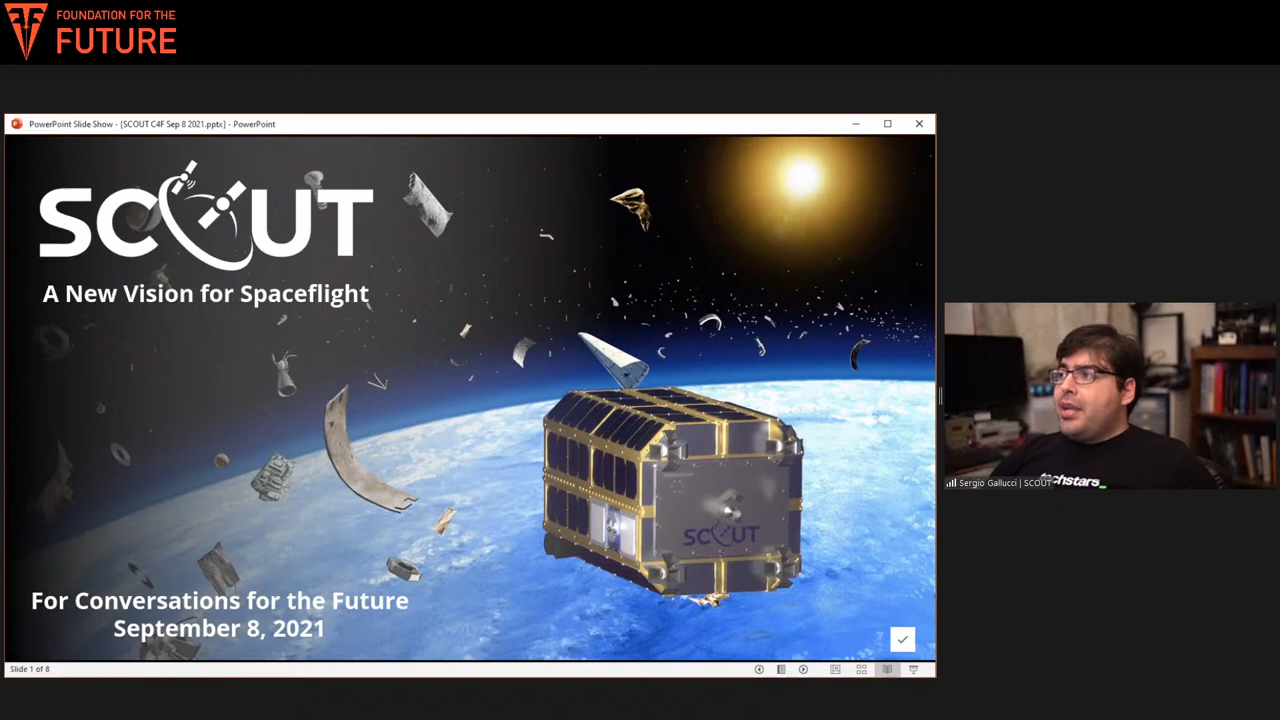 FOUNDATION FOR THE
FUTURE
PowerPoint Slide Show - [SCOUT C4F Sep 8 2021.pptx] - PowerPoint
SCOUT
A New Vision for Spaceflight
SCOUT
For Conversations for the Future
September 8, 2021
Slide 1 of 8
techstars_
Sergio Gallucci | SCOUT